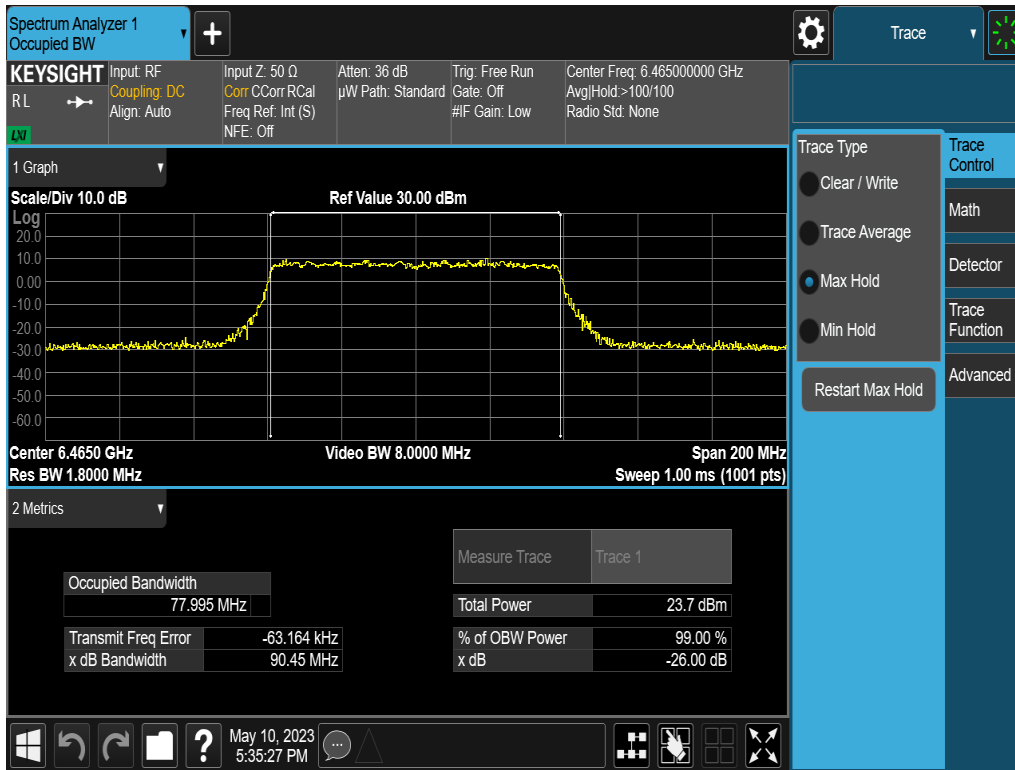 Spectrum Analyzer 1
Occupied BW
+
Trace
KEYSIGHT
R L
LXI
Input: RF
Coupling: DC
Align: Auto
Input Z: 50 Ω
Corr CCorr RCal
Freq Ref: Int (S)
NFE: Off
Atten: 36 dB
µW Path: Standard
Trig: Free Run
Gate: Off
#IF Gain: Low
Center Freq: 6.465000000 GHz
Avg|Hold:>100/100
Radio Std: None
1 Graph
Scale/Div 10.0 dB
Ref Value 30.00 dBm
Log
20.0
10.0
0.00
-10.0
-20.0
-30.0
-40.0
-50.0
-60.0
Center 6.4650 GHz
Video BW 8.0000 MHz
Span 200 MHz
Res BW 1.8000 MHz
Sweep 1.00 ms (1001 pts)
2 Metrics
Measure Trace
Trace 1
Occupied Bandwidth
77.995 MHz
Total Power
23.7 dBm
Transmit Freq Error
-63.164 kHz
% of OBW Power
99.00 %
x dB Bandwidth
90.45 MHz
x dB
-26.00 dB
Trace Type
Clear / Write
Trace Average
Max Hold
Min Hold
Restart Max Hold
Trace
Control
Math
Detector
Trace
Function
Advanced
?
May 10, 2023
5:35:27 PM